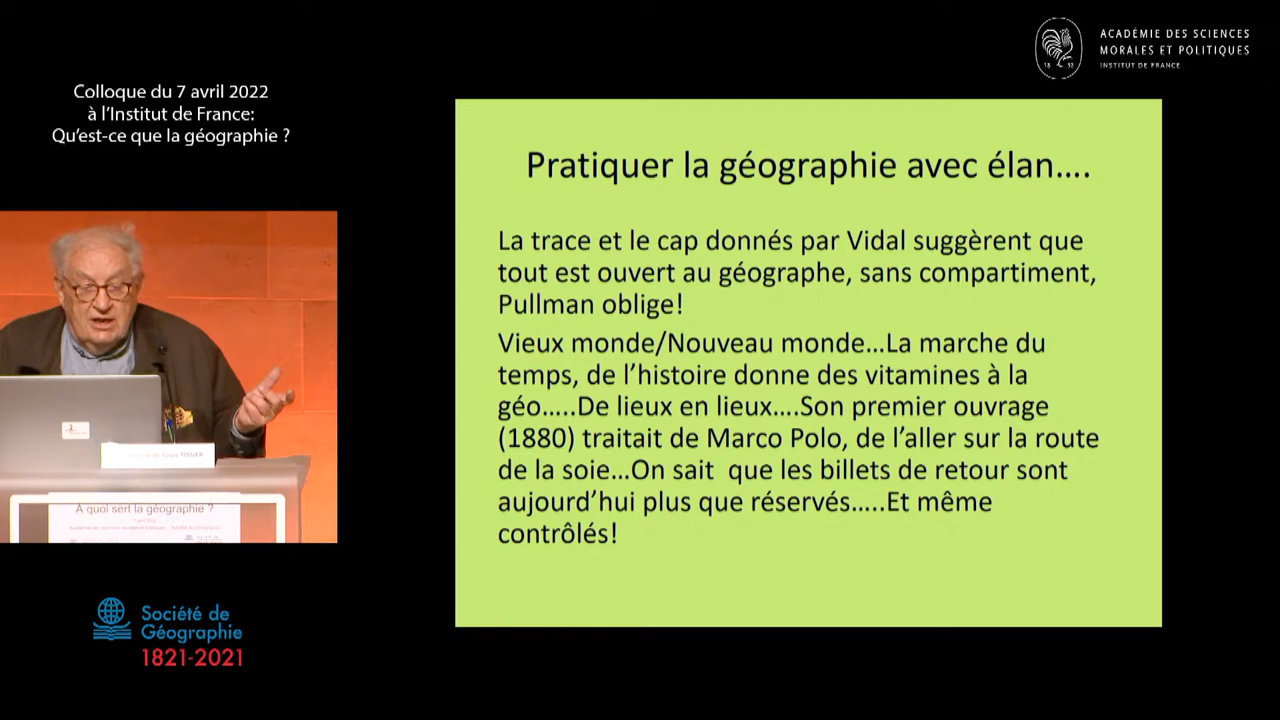 ACADÉMIE DES SCIENCES
MORALES ET POLITIQUES
INSTITUT DE FRANCE
18 32
Colloque du 7 avril 2022
à l'Institut de France:
Qu'est-ce que la géographie ?
Pratiquer la géographie avec élan....
La trace et le cap donnés par Vidal suggèrent que
tout est ouvert au géographe, sans compartiment,
Pullman oblige!
Vieux monde/Nouveau monde...La marche du
temps, de l'histoire donne des vitamines à la
géo.....De lieux en lieux....Son premier ouvrage
(1880) traitait de Marco Polo, de l'aller sur la route
de la soie...On sait  que les billets de retour sont
aujourd'hui plus que réservés.....Et même
contrôlés!
Jean-Louis TISSIER
A quoi sert la géographie ?
Société de
Géographie
1821-2021